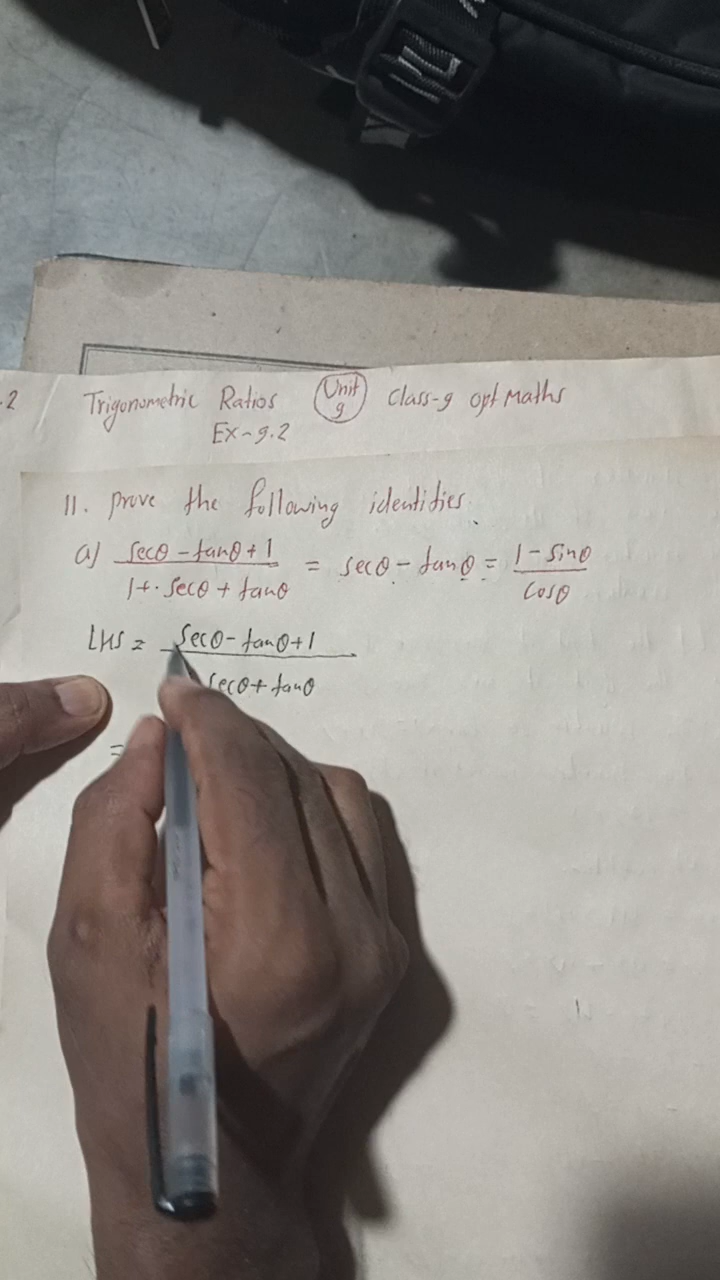 .2
Trigonometric Ratios Unit 9 Class-9 opt Maths
Ex-9.2
11. prove the following identities.
a) secθ - tanθ + 1 / 1 + secθ + tanθ = secθ - tanθ = 1 - sinθ / cosθ
LHS = secθ - tanθ + 1
secθ + tanθ
=